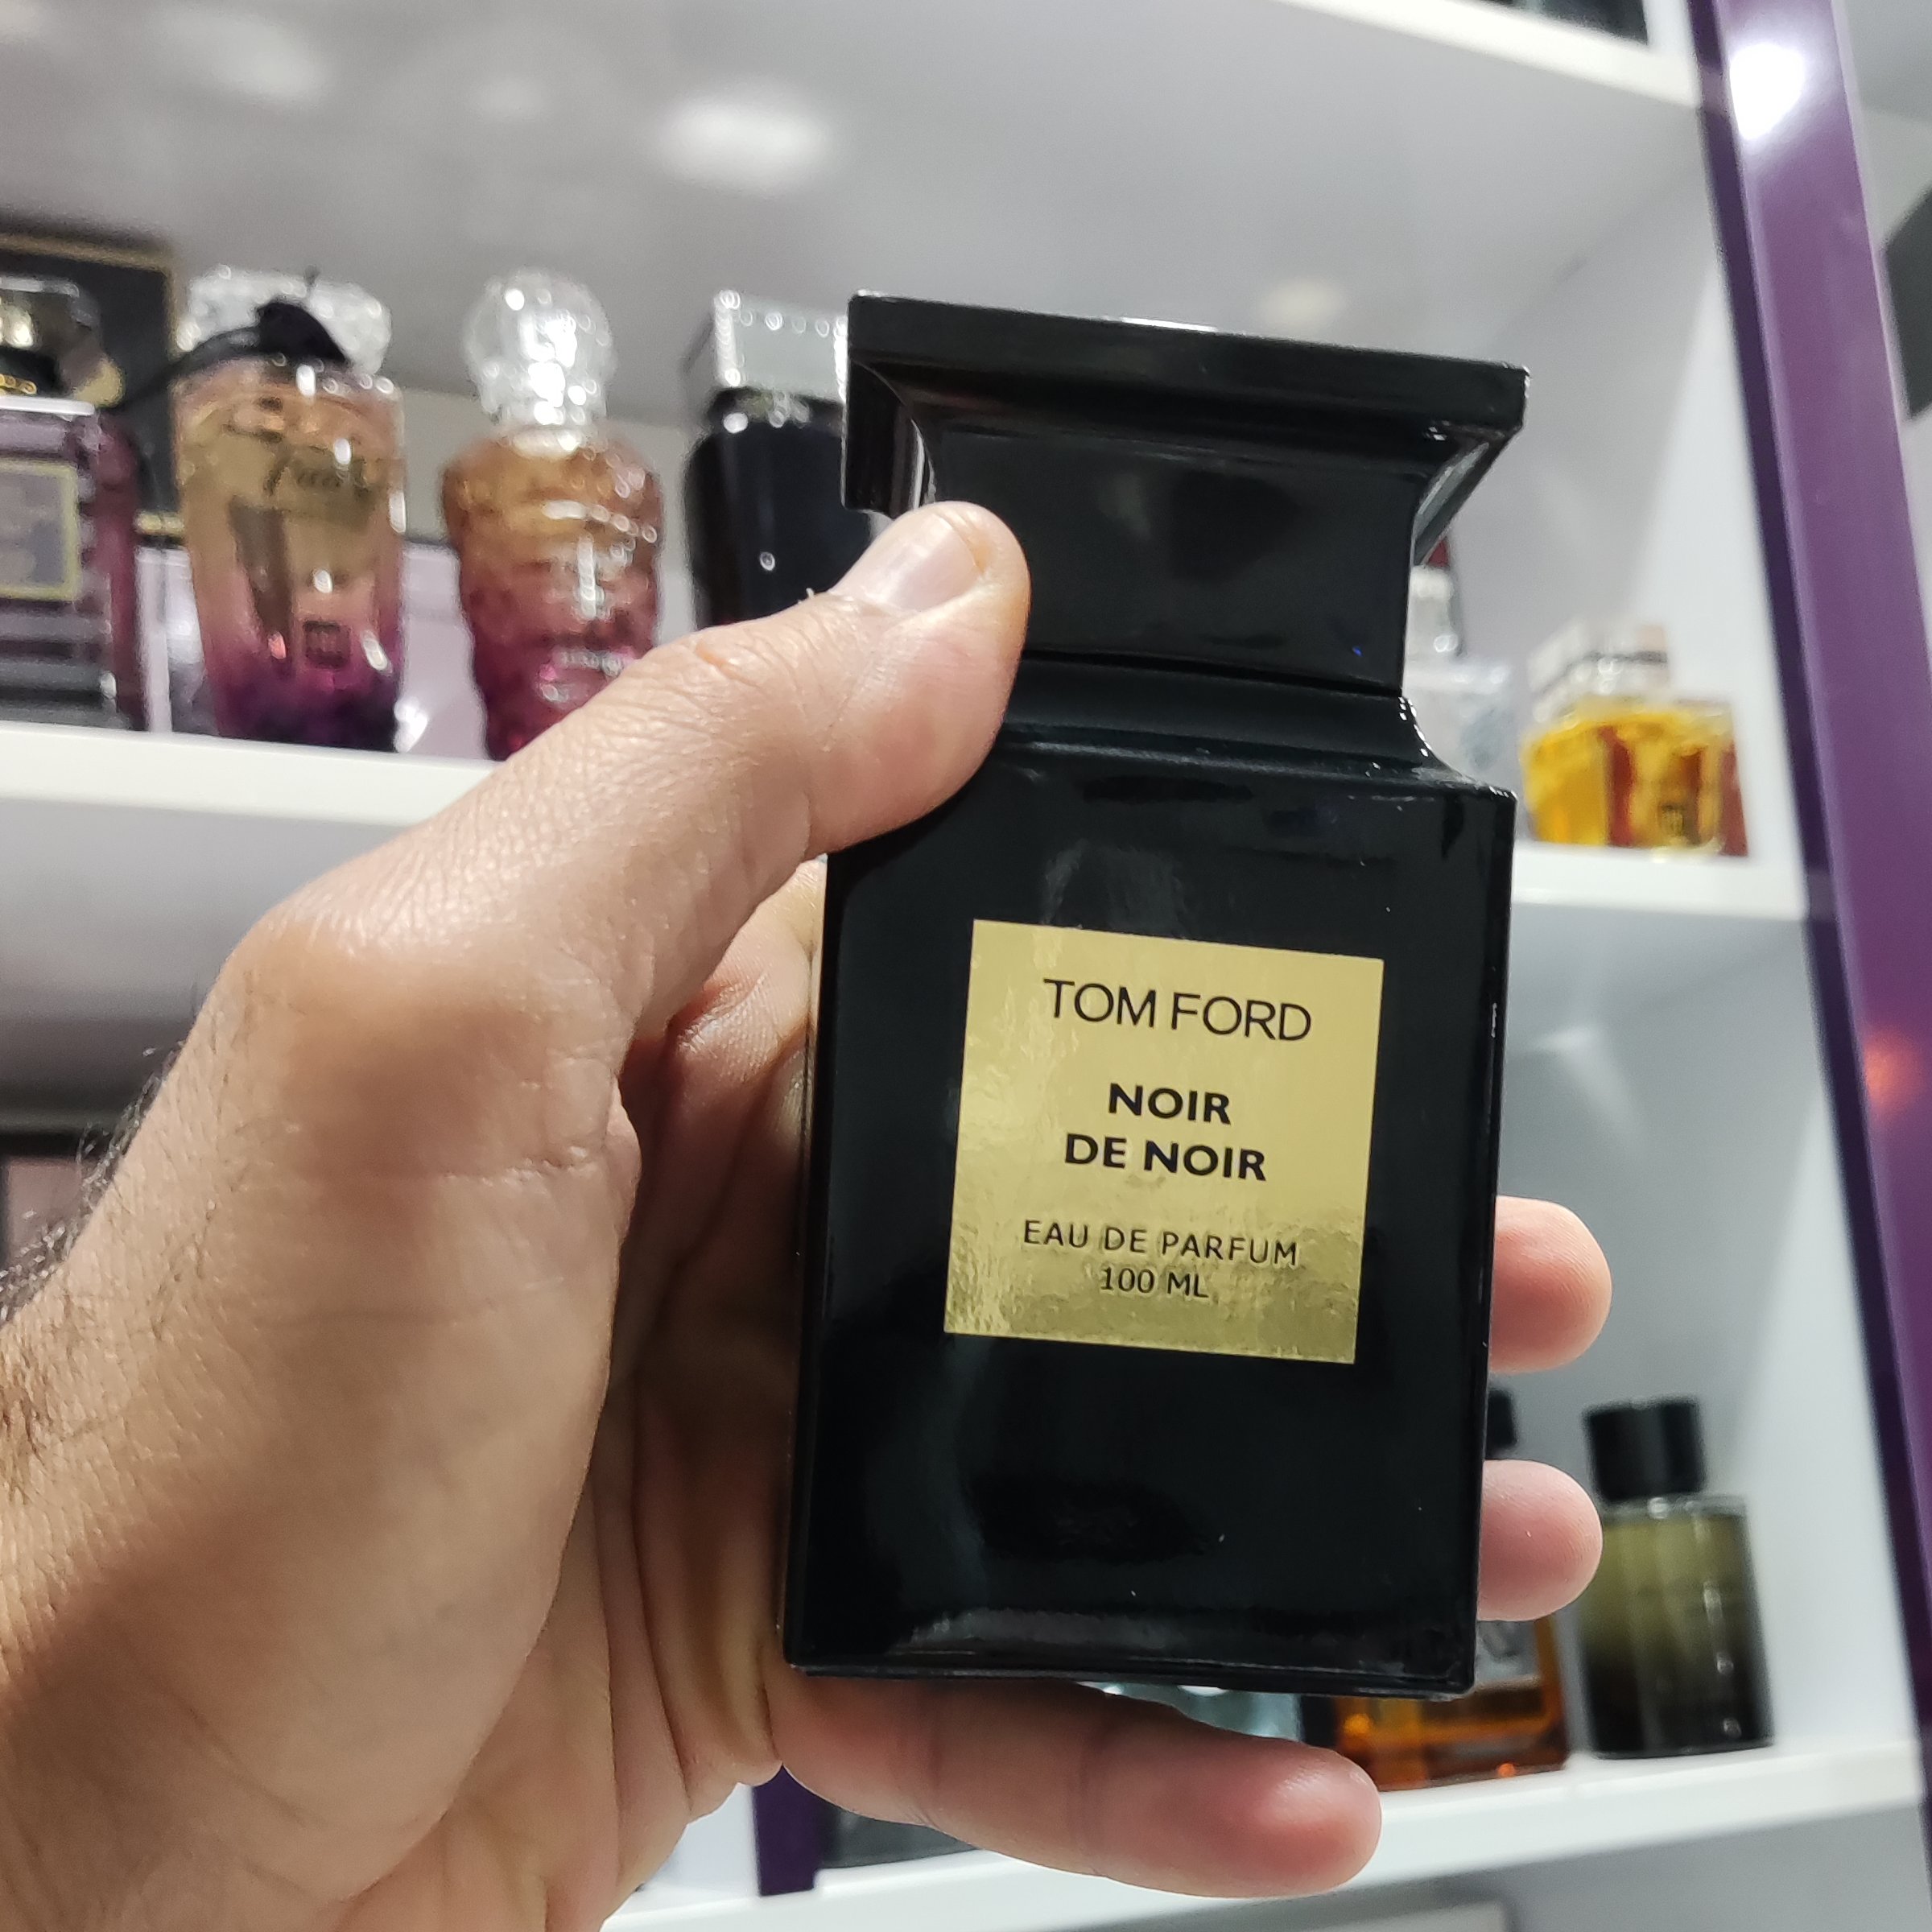 TOM FORD
NOIR
DE NOIR
EAU DE PARFUM
100 ML